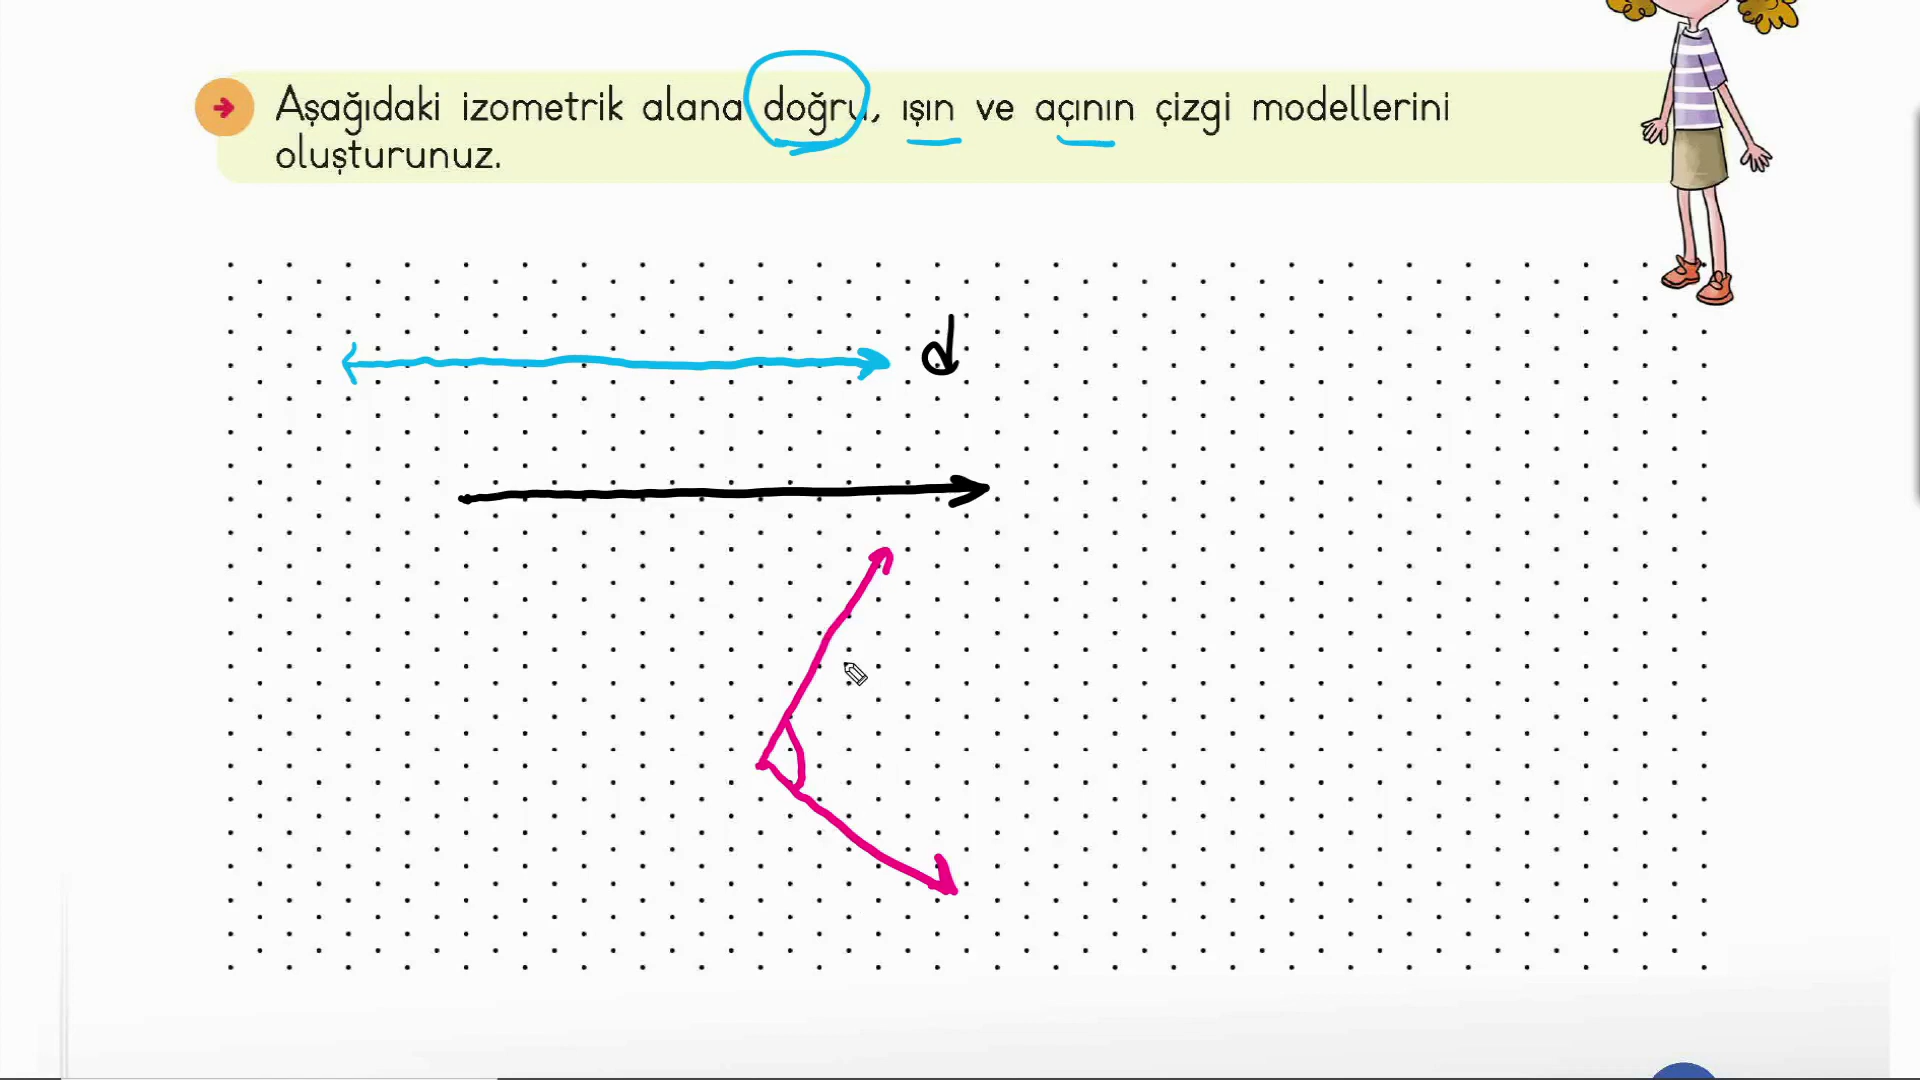 Aşağıdaki izometrik alana doğru, ışın ve açının çizgi modellerini
oluşturunuz.
d